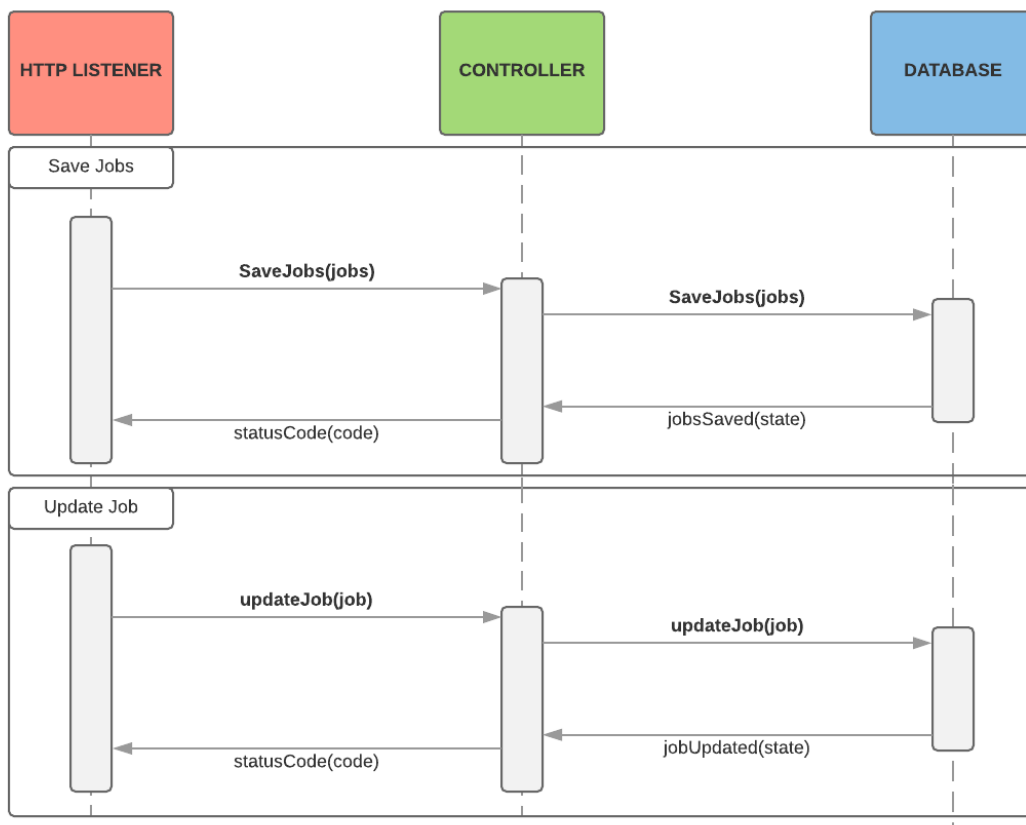 HTTP LISTENER
CONTROLLER
DATABASE
Save Jobs
SaveJobs(jobs)
SaveJobs(jobs)
jobsSaved(state)
statusCode(code)
Update Job
updateJob(job)
updateJob(job)
jobUpdated(state)
statusCode(code)